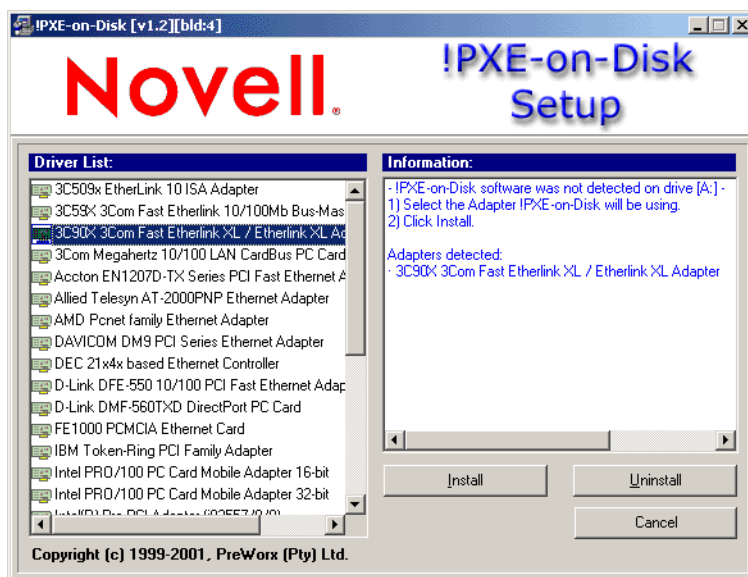 !PXE-on-Disk [v1.2][bld:4]
Novell®
!PXE-on-Disk
Setup
Driver List:
3C509x EtherLink 10 ISA Adapter
3C59X 3Com Fast Etherlink 10/100Mb Bus-Mas
3C90X 3Com Fast Etherlink XL / Etherlink XL Ad
3Com Megahertz 10/100 LAN CardBus PC Card
Accton EN1207D-TX Series PCI Fast Ethernet A
Allied Telesyn AT-2000PNP Ethernet Adapter
AMD Pcnet family Ethernet Adapter
DAVICOM DM9 PCI Series Ethernet Adapter
DEC 21x4x based Ethernet Controller
D-Link DFE-550 10/100 PCI Fast Ethernet Adap
D-Link DMF-560TXD DirectPort PC Card
FE1000 PCMCIA Ethernet Card
IBM Token-Ring PCI Family Adapter
Intel PRO/100 PC Card Mobile Adapter 16-bit
Intel PRO/100 PC Card Mobile Adapter 32-bit
Intel(R) Pro PCI Adapter
Information:
- !PXE-on-Disk software was not detected on drive [A:] -
1) Select the Adapter !PXE-on-Disk will be using.
2) Click Install.
Adapters detected:
· 3C90X 3Com Fast Etherlink XL / Etherlink XL Adapter
Install
Uninstall
Cancel
Copyright (c) 1999-2001, PreWorx (Pty) Ltd.